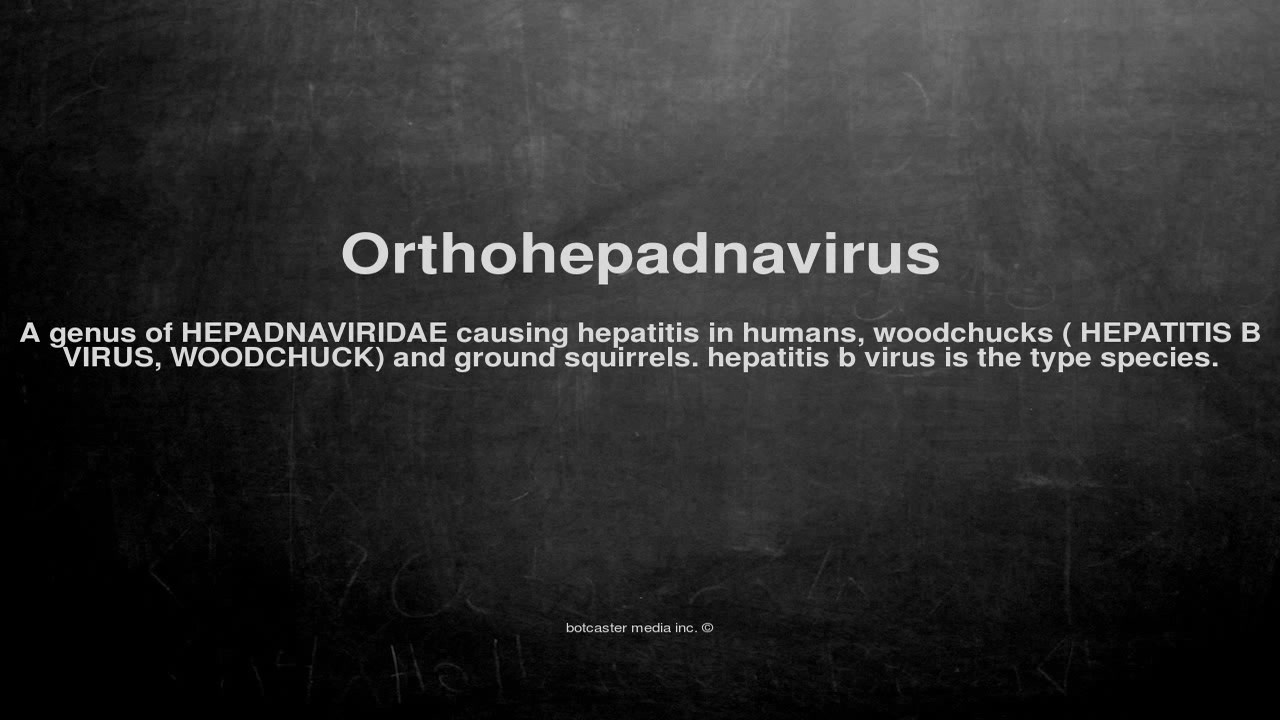 Orthohepadnavirus
A genus of HEPADNAVIRIDAE causing hepatitis in humans, woodchucks ( HEPATITIS B
VIRUS, WOODCHUCK) and ground squirrels. hepatitis b virus is the type species.
botcaster media inc. ©